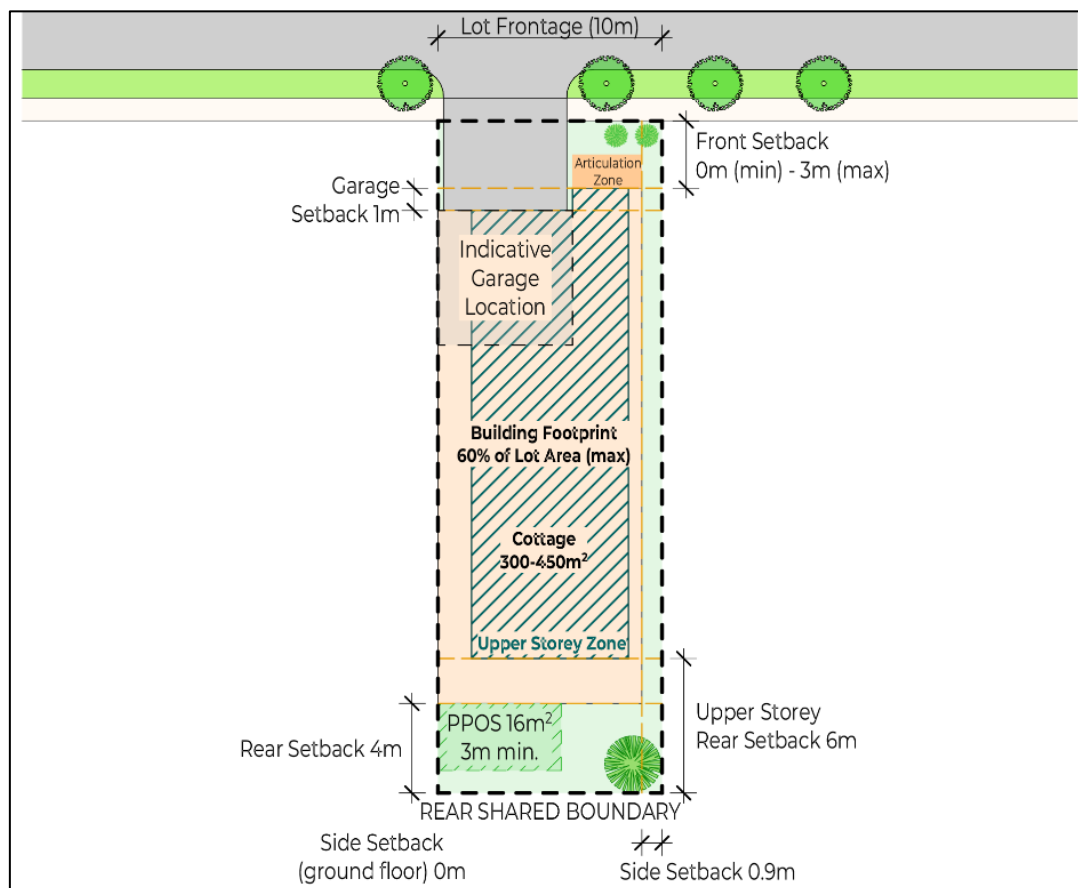 Lot Frontage (10m)
Front Setback
0m (min) - 3m (max)
Articulation
Zone
Garage
Setback 1m
Indicative
Garage
Location
Building Footprint
60% of Lot Area (max)
Cottage
300-450m²
Upper Storey Zone
PPOS 16m²
3m min.
Rear Setback 4m
Upper Storey
Rear Setback 6m
REAR SHARED BOUNDARY
Side Setback
(ground floor) 0m
Side Setback 0.9m